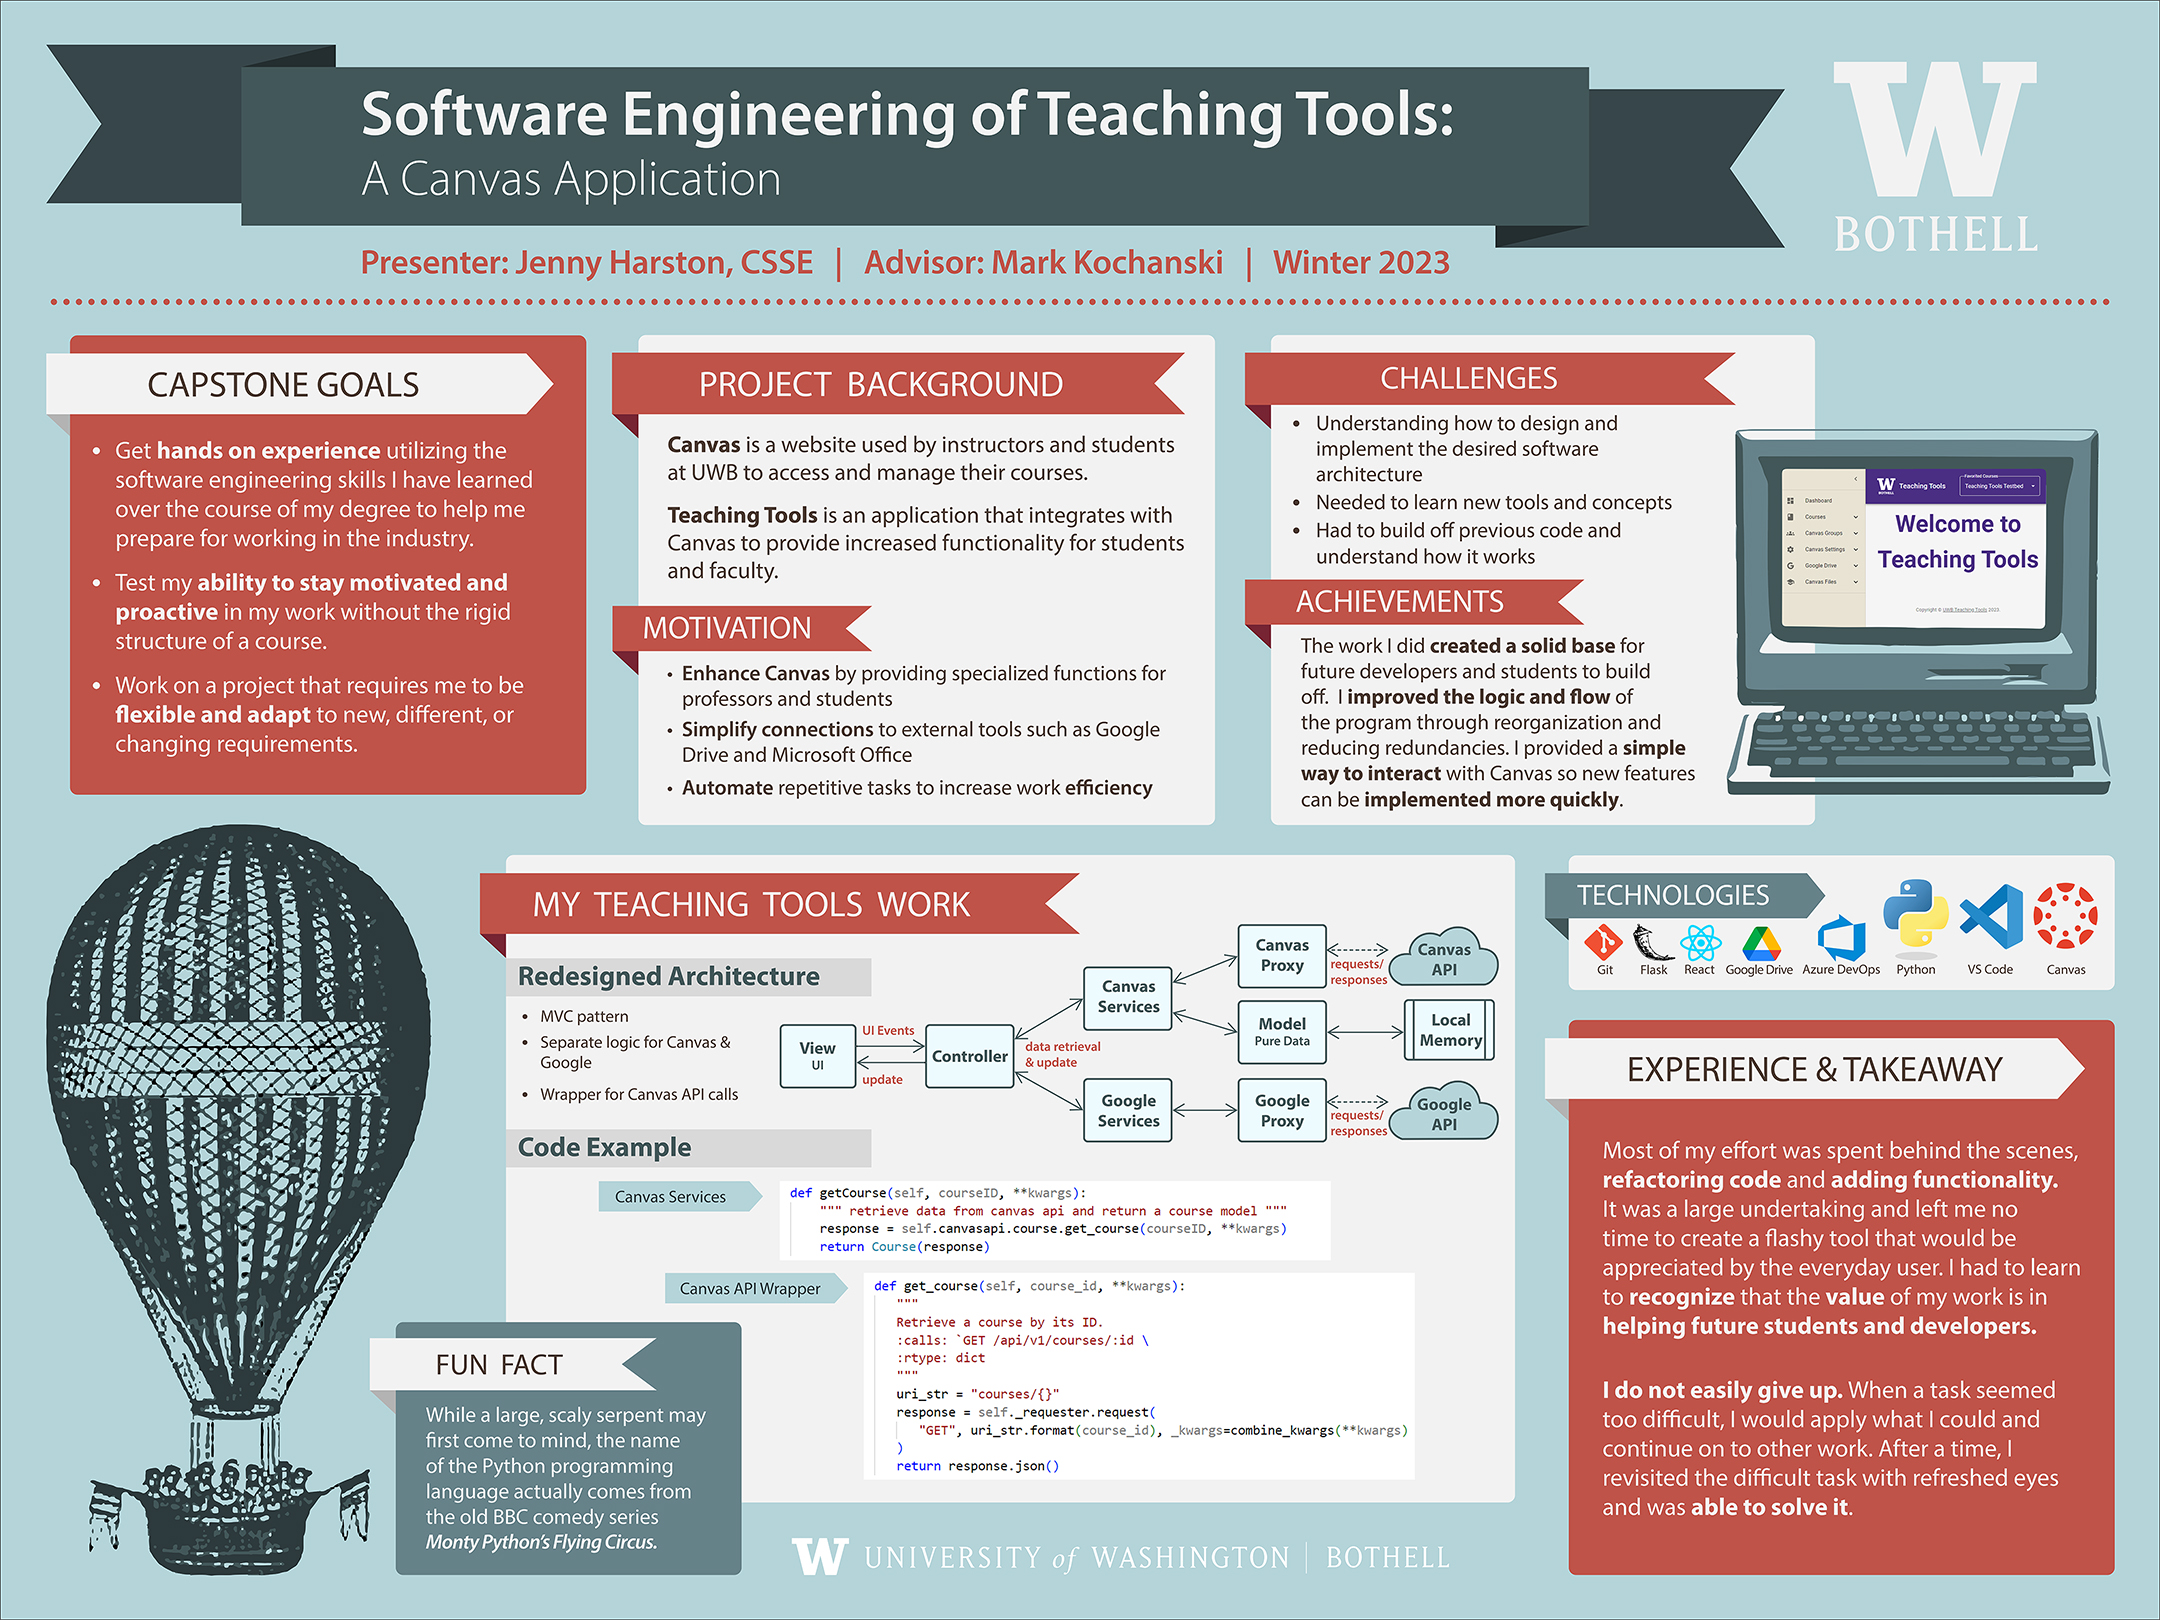 Software Engineering of Teaching Tools:
A Canvas Application
W
BOTHELL
Presenter: Jenny Harston, CSSE | Advisor: Mark Kochanski | Winter 2023
CAPSTONE GOALS
• Get hands on experience utilizing the
software engineering skills I have learned
over the course of my degree to help me
prepare for working in the industry.
• Test my ability to stay motivated and
proactive in my work without the rigid
structure of a course.
• Work on a project that requires me to be
flexible and adapt to new, different, or
changing requirements.
PROJECT BACKGROUND
Canvas is a website used by instructors and students
at UWB to access and manage their courses.
Teaching Tools is an application that integrates with
Canvas to provide increased functionality for students
and faculty.
MOTIVATION
• Enhance Canvas by providing specialized functions for
professors and students
• Simplify connections to external tools such as Google
Drive and Microsoft Office
• Automate repetitive tasks to increase work efficiency
CHALLENGES
• Understanding how to design and
implement the desired software
architecture
• Needed to learn new tools and concepts
• Had to build off previous code and
understand how it works
ACHIEVEMENTS
The work I did created a solid base for
future developers and students to build
off. I improved the logic and flow of
the program through reorganization and
reducing redundancies. I provided a simple
way to interact with Canvas so new features
can be implemented more quickly.
W
BOTHELL
Teaching Tools
Favorited Courses
Teaching Tools Testbed
Dashboard
Courses
Canvas Groups
Canvas Settings
Google Drive
Canvas Files
Welcome to
Teaching Tools
Copyright © UWB Teaching Tools 2023.
MY TEACHING TOOLS WORK
Redesigned Architecture
• MVC pattern
• Separate logic for Canvas &
Google
• Wrapper for Canvas API calls
View
UI
UI Events
update
Controller
data retrieval
& update
Canvas
Services
Google
Services
Canvas
Proxy
Model
Pure Data
Google
Proxy
requests/
responses
requests/
responses
Canvas
API
Local
Memory
Google
API
Code Example
Canvas Services
def getCourse(self, courseID, **kwargs):
""" retrieve data from canvas api and return a course model """
response = self.canvasapi.course.get_course(courseID, **kwargs)
return Course(response)
Canvas API Wrapper
def get_course(self, course_id, **kwargs):
"""
Retrieve a course by its ID.
:calls: `GET /api/v1/courses/:id \
:rtype: dict
"""
uri_str = "courses/{}"
response = self._requester.request(
"GET", uri_str.format(course_id), _kwargs=combine_kwargs(**kwargs)
)
return response.json()
TECHNOLOGIES
Git
Flask
React
Google Drive
Azure DevOps
Python
VS Code
Canvas
EXPERIENCE & TAKEAWAY
Most of my effort was spent behind the scenes,
refactoring code and adding functionality.
It was a large undertaking and left me no
time to create a flashy tool that would be
appreciated by the everyday user. I had to learn
to recognize that the value of my work is in
helping future students and developers.
I do not easily give up. When a task seemed
too difficult, I would apply what I could and
continue on to other work. After a time, I
revisited the difficult task with refreshed eyes
and was able to solve it.
FUN FACT
While a large, scaly serpent may
first come to mind, the name
of the Python programming
language actually comes from
the old BBC comedy series
Monty Python's Flying Circus.
W UNIVERSITY of WASHINGTON | BOTHELL